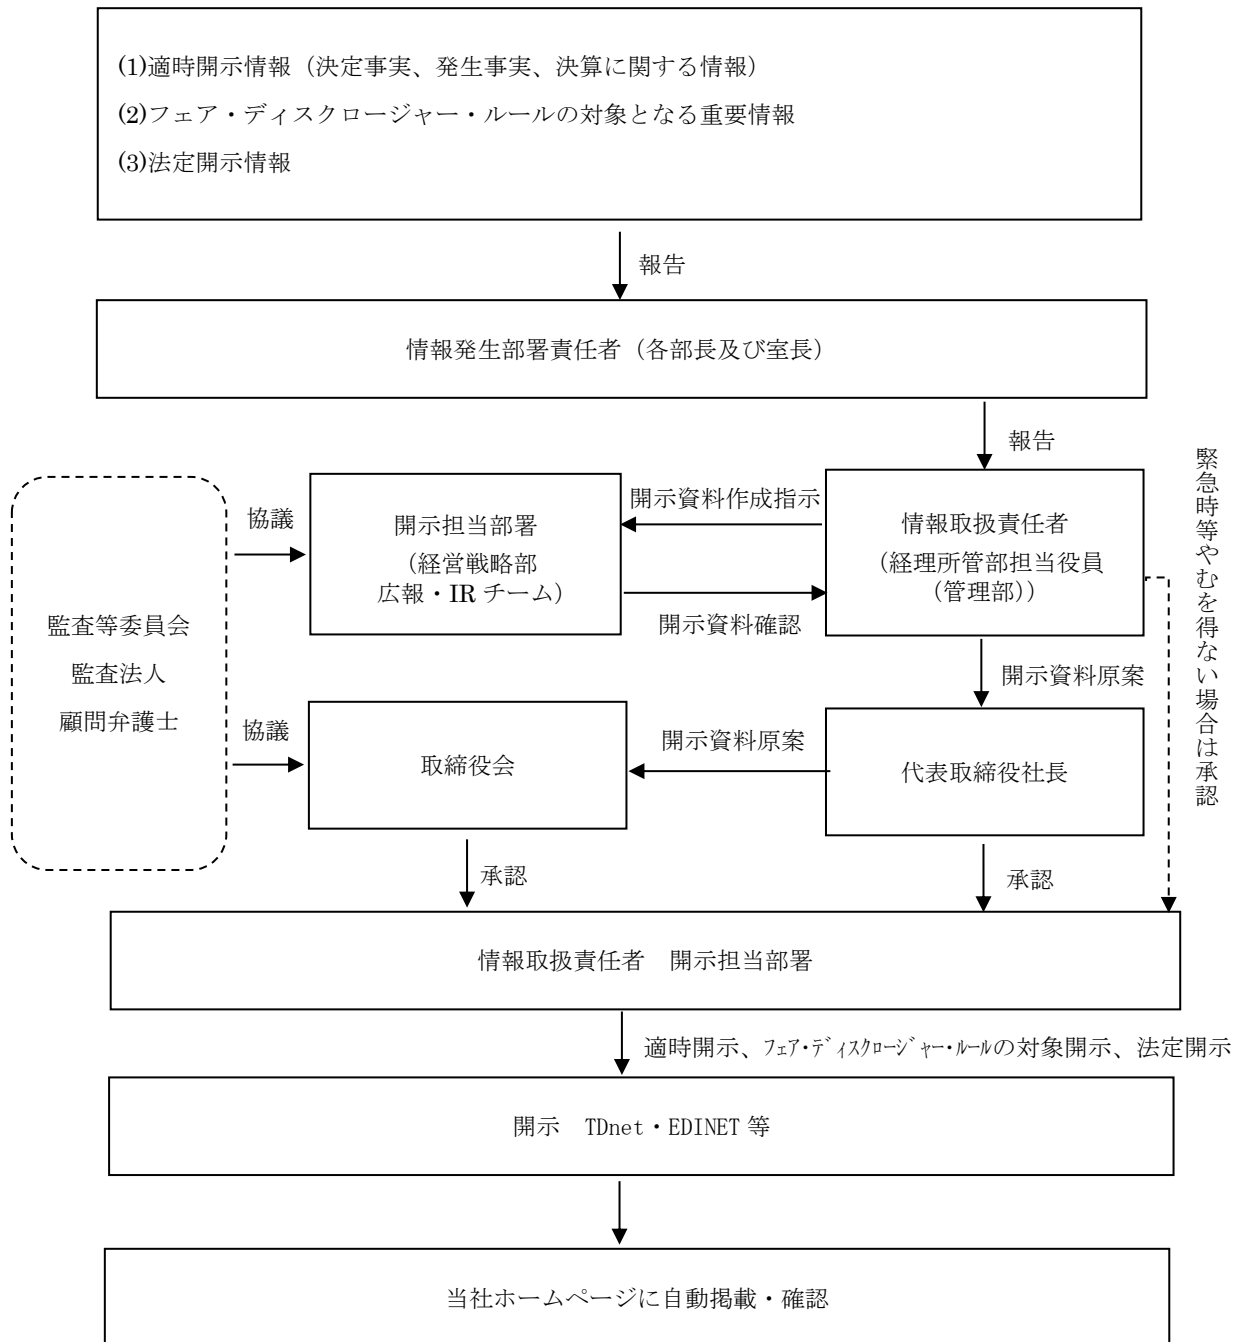 (1)適時開示情報（決定事実、発生事実、決算に関する情報）
(2)フェア・ディスクロージャー・ルールの対象となる重要情報
(3)法定開示情報
報告
情報発生部署責任者（各部長及び室長）
報告
緊急時等やむを得ない場合は承認
監査等委員会
監査法人
顧問弁護士
協議
開示担当部署
（経営戦略部
広報・IR チーム）
開示資料作成指示
開示資料確認
情報取扱責任者
（経理所管部担当役員
（管理部））
開示資料原案
協議
取締役会
開示資料原案
代表取締役社長
承認
承認
情報取扱責任者　開示担当部署
適時開示、ﾌｪｱ・ﾃﾞｨｽｸﾛｰｼﾞｬｰ・ﾙｰﾙの対象開示、法定開示
開示　TDnet・EDINET 等
当社ホームページに自動掲載・確認